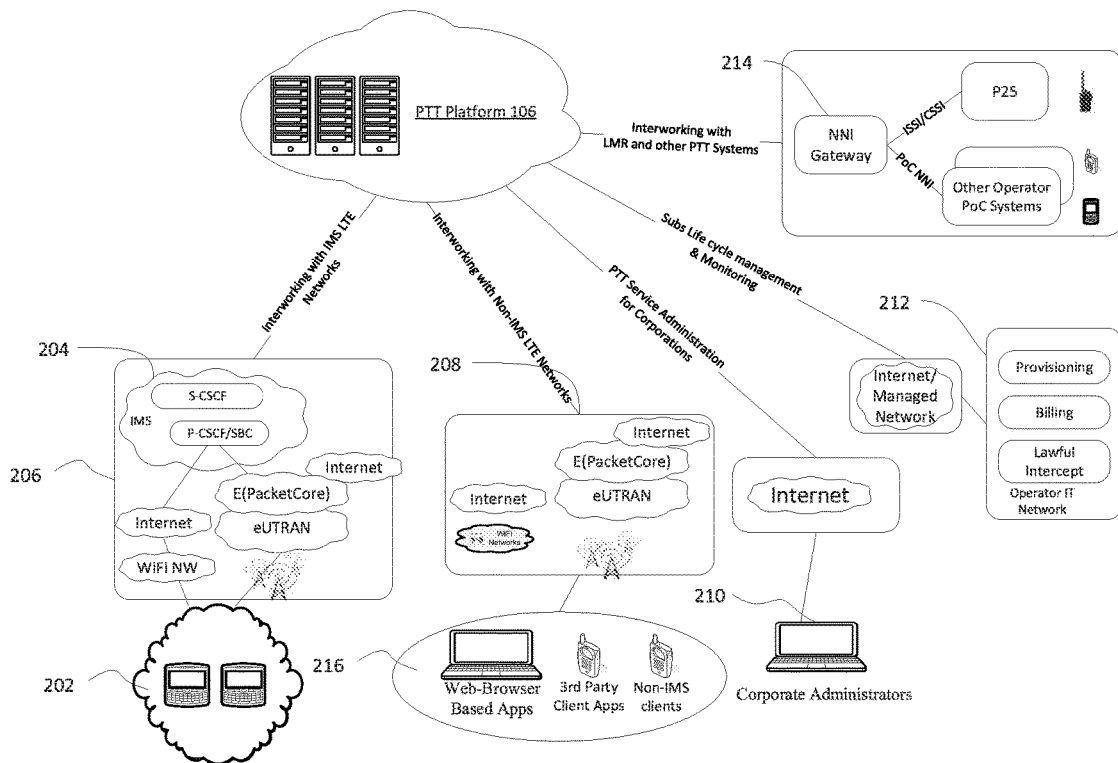 PTT Platform 106
214
NNI
Gateway
ISSI/CSSI
P25
PoC NNI
Other Operator
PoC Systems
Interworking with
LMR and other PTT Systems
Interworking with IMS LTE
Networks
Interworking with Non-IMS LTE Networks
PTT Service Administration
for Corporations
Subs Life cycle management
& Monitoring
212
Provisioning
Billing
Lawful
Intercept
Operator IT
Network
Internet/
Managed
Network
204
S-CSCF
IMS
P-CSCF/SBC
206
Internet
E(PacketCore)
Internet
eUTRAN
WiFi NW
208
Internet
E(PacketCore)
Internet
eUTRAN
WiFi
Networks
Internet
210
Corporate Administrators
202
216
Web-Browser
Based Apps
3rd Party
Client Apps
Non-IMS
clients